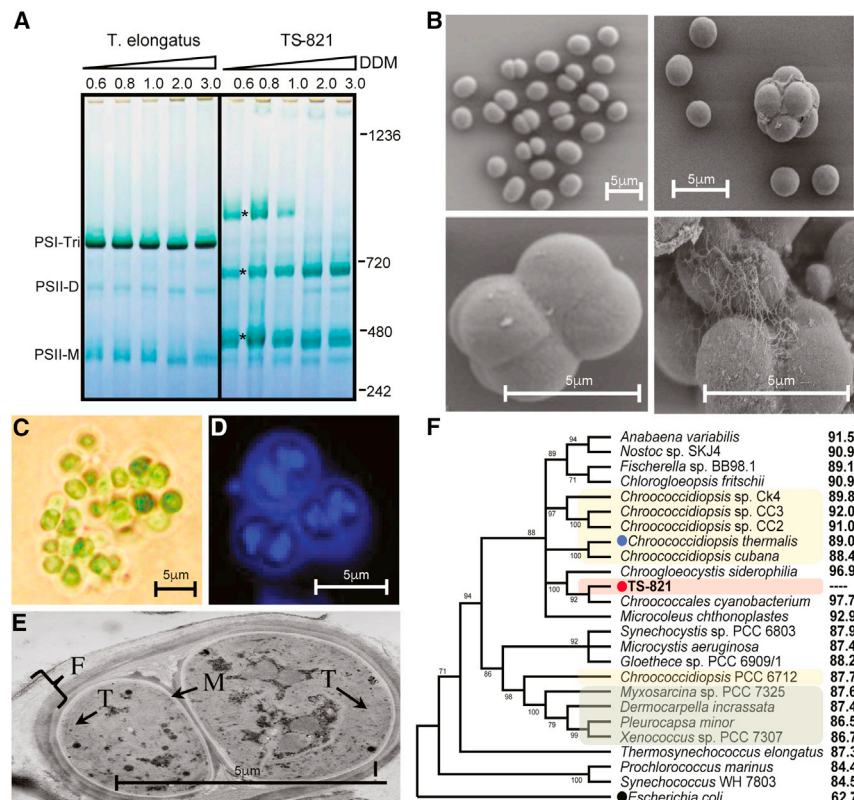 A
T. elongatus
TS-821
DDM
0.6 0.8 1.0 2.0 3.0
0.6 0.8 1.0 2.0 3.0
1236
PSI-Tri
720
PSII-D
480
PSII-M
242
*
*
*
B
5μm
5μm
5μm
5μm
C
5μm
D
5μm
E
F
T
M
T
5μm
F
Anabaena variabilis 91.5
Nostoc sp. SKJ4 90.9
Fischerella sp. BB98.1 89.1
Chlorogloeopsis fritschii 90.9
Chroococcidiopsis sp. Ck4 89.8
Chroococcidiopsis sp. CC3 92.0
Chroococcidiopsis sp. CC2 91.0
Chroococcidiopsis thermalis 89.0
Chroococcidiopsis cubana 88.4
Chroogloeocystis siderophilia 96.9
TS-821 ----
Chroococcales cyanobacterium 97.7
Microcoleus chthonoplastes 92.9
Synechocystis sp. PCC 6803 87.9
Microcystis aeruginosa 87.4
Gloethece sp. PCC 6909/1 88.2
Chroococcidiopsis PCC 6712 87.7
Myxosarcina sp. PCC 7325 87.6
Dermocarpella incrassata 87.4
Pleurocapsa minor 86.5
Xenococcus sp. PCC 7307 86.7
Thermosynechococcus elongatus 87.3
Prochlorococcus marinus 84.4
Synechococcus WH 7803 84.5
Escherichia coli 62.7
94
89
71
97
100
100
88
100
92
94
92
86
98
100
79
99
71
100